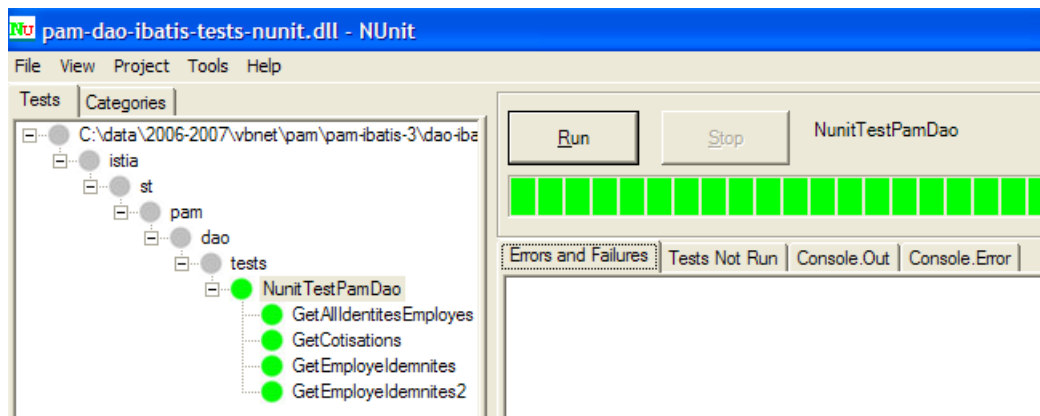 NU pam-dao-ibatis-tests-nunit.dll - NUnit
File View Project Tools Help
Tests Categories
C:\data\2006-2007\vbnet\pam\pam-ibatis-3\dao-iba
istia
st
pam
dao
tests
NunitTestPamDao
GetAllIdentitesEmployes
GetCotisations
GetEmployeIdemnites
GetEmployeIdemnites2
Run Stop NunitTestPamDao
Errors and Failures Tests Not Run Console.Out Console.Error